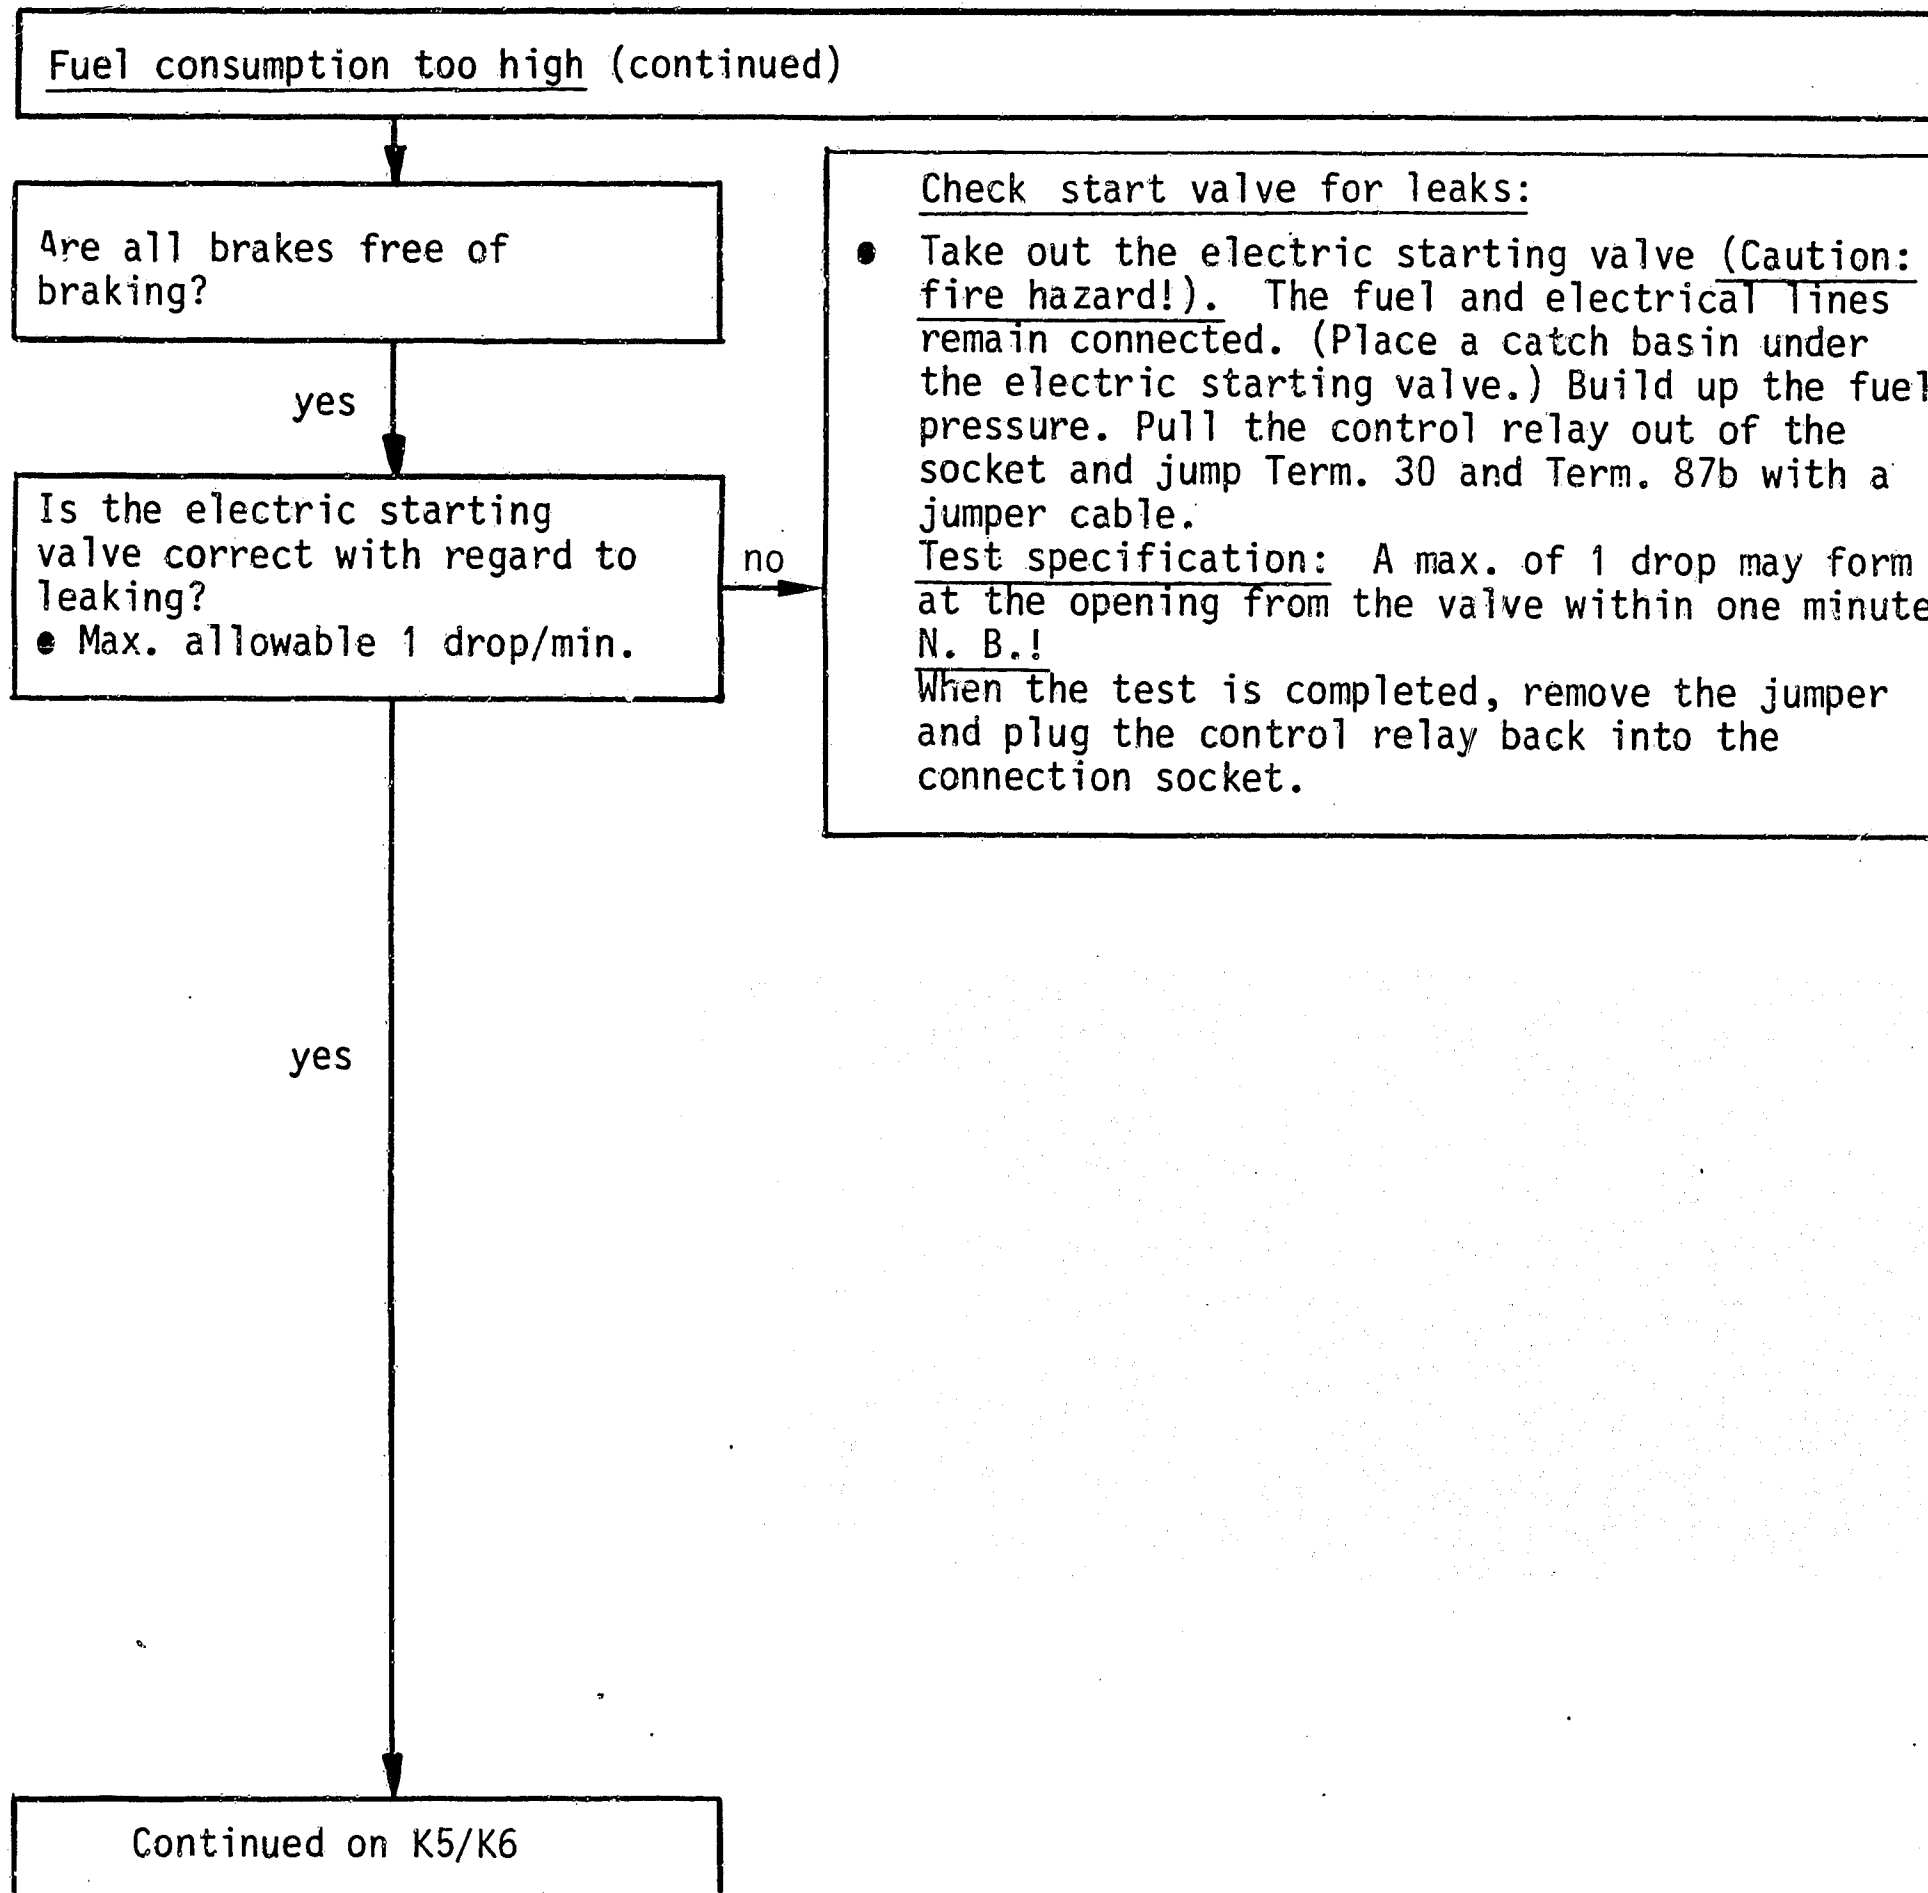 Fuel consumption too high (continued)
Are all brakes free of
braking?
yes
Is the electric starting
valve correct with regard to
leaking?
● Max. allowable 1 drop/min.
no
Check start valve for leaks:
● Take out the electric starting valve (Caution:
fire hazard!). The fuel and electrical lines
remain connected. (Place a catch basin under
the electric starting valve.) Build up the fuel
pressure. Pull the control relay out of the
socket and jump Term. 30 and Term. 87b with a
jumper cable.
Test specification: A max. of 1 drop may form
at the opening from the valve within one minute
N. B.!
When the test is completed, remove the jumper
and plug the control relay back into the
connection socket.
yes
Continued on K5/K6